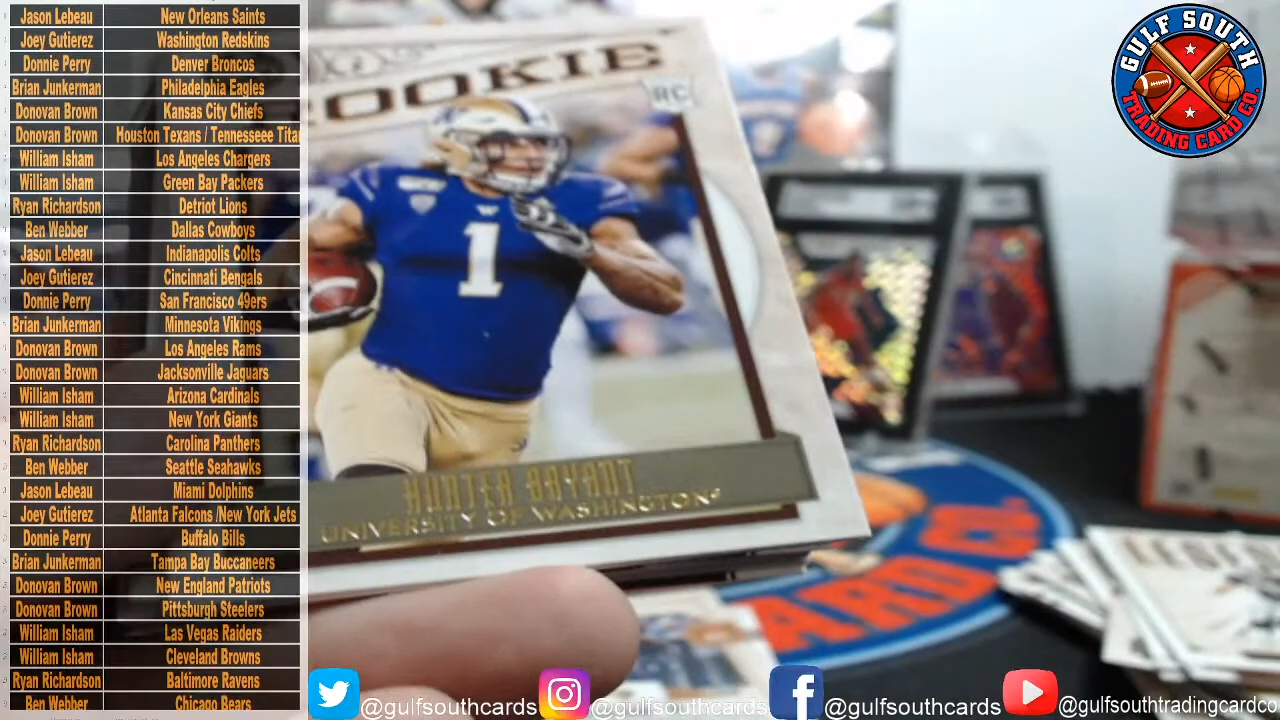 Jason Lebeau New Orleans Saints
Joey Gutierez Washington Redskins
Donnie Perry Denver Broncos
Brian Junkerman Philadelphia Eagles
Donovan Brown Kansas City Chiefs
Donovan Brown Houston Texans / Tennesseee Titan
William Isham Los Angeles Chargers
William Isham Green Bay Packers
Ryan Richardson Detriot Lions
Ben Webber Dallas Cowboys
Jason Lebeau Indianapolis Colts
Joey Gutierez Cincinnati Bengals
Donnie Perry San Francisco 49ers
Brian Junkerman Minnesota Vikings
Donovan Brown Los Angeles Rams
Donovan Brown Jacksonville Jaguars
William Isham Arizona Cardinals
William Isham New York Giants
Ryan Richardson Carolina Panthers
Ben Webber Seattle Seahawks
Jason Lebeau Miami Dolphins
Joey Gutierez Atlanta Falcons /New York Jets
Donnie Perry Buffalo Bills
Brian Junkerman Tampa Bay Buccaneers
Donovan Brown New England Patriots
Donovan Brown Pittsburgh Steelers
William Isham Las Vegas Raiders
William Isham Cleveland Browns
Ryan Richardson Baltimore Ravens
Ben Webber Chicago Bears
OOKIE
RC
1
HUNTER BRYANT
UNIVERSITY OF WASHINGTON
GULF SOUTH
TRADING CARD CO.
ARD CO.
@gulfsouthcards
@gulfsouthcards
@gulfsouthcards
@gulfsouthtradingcardco